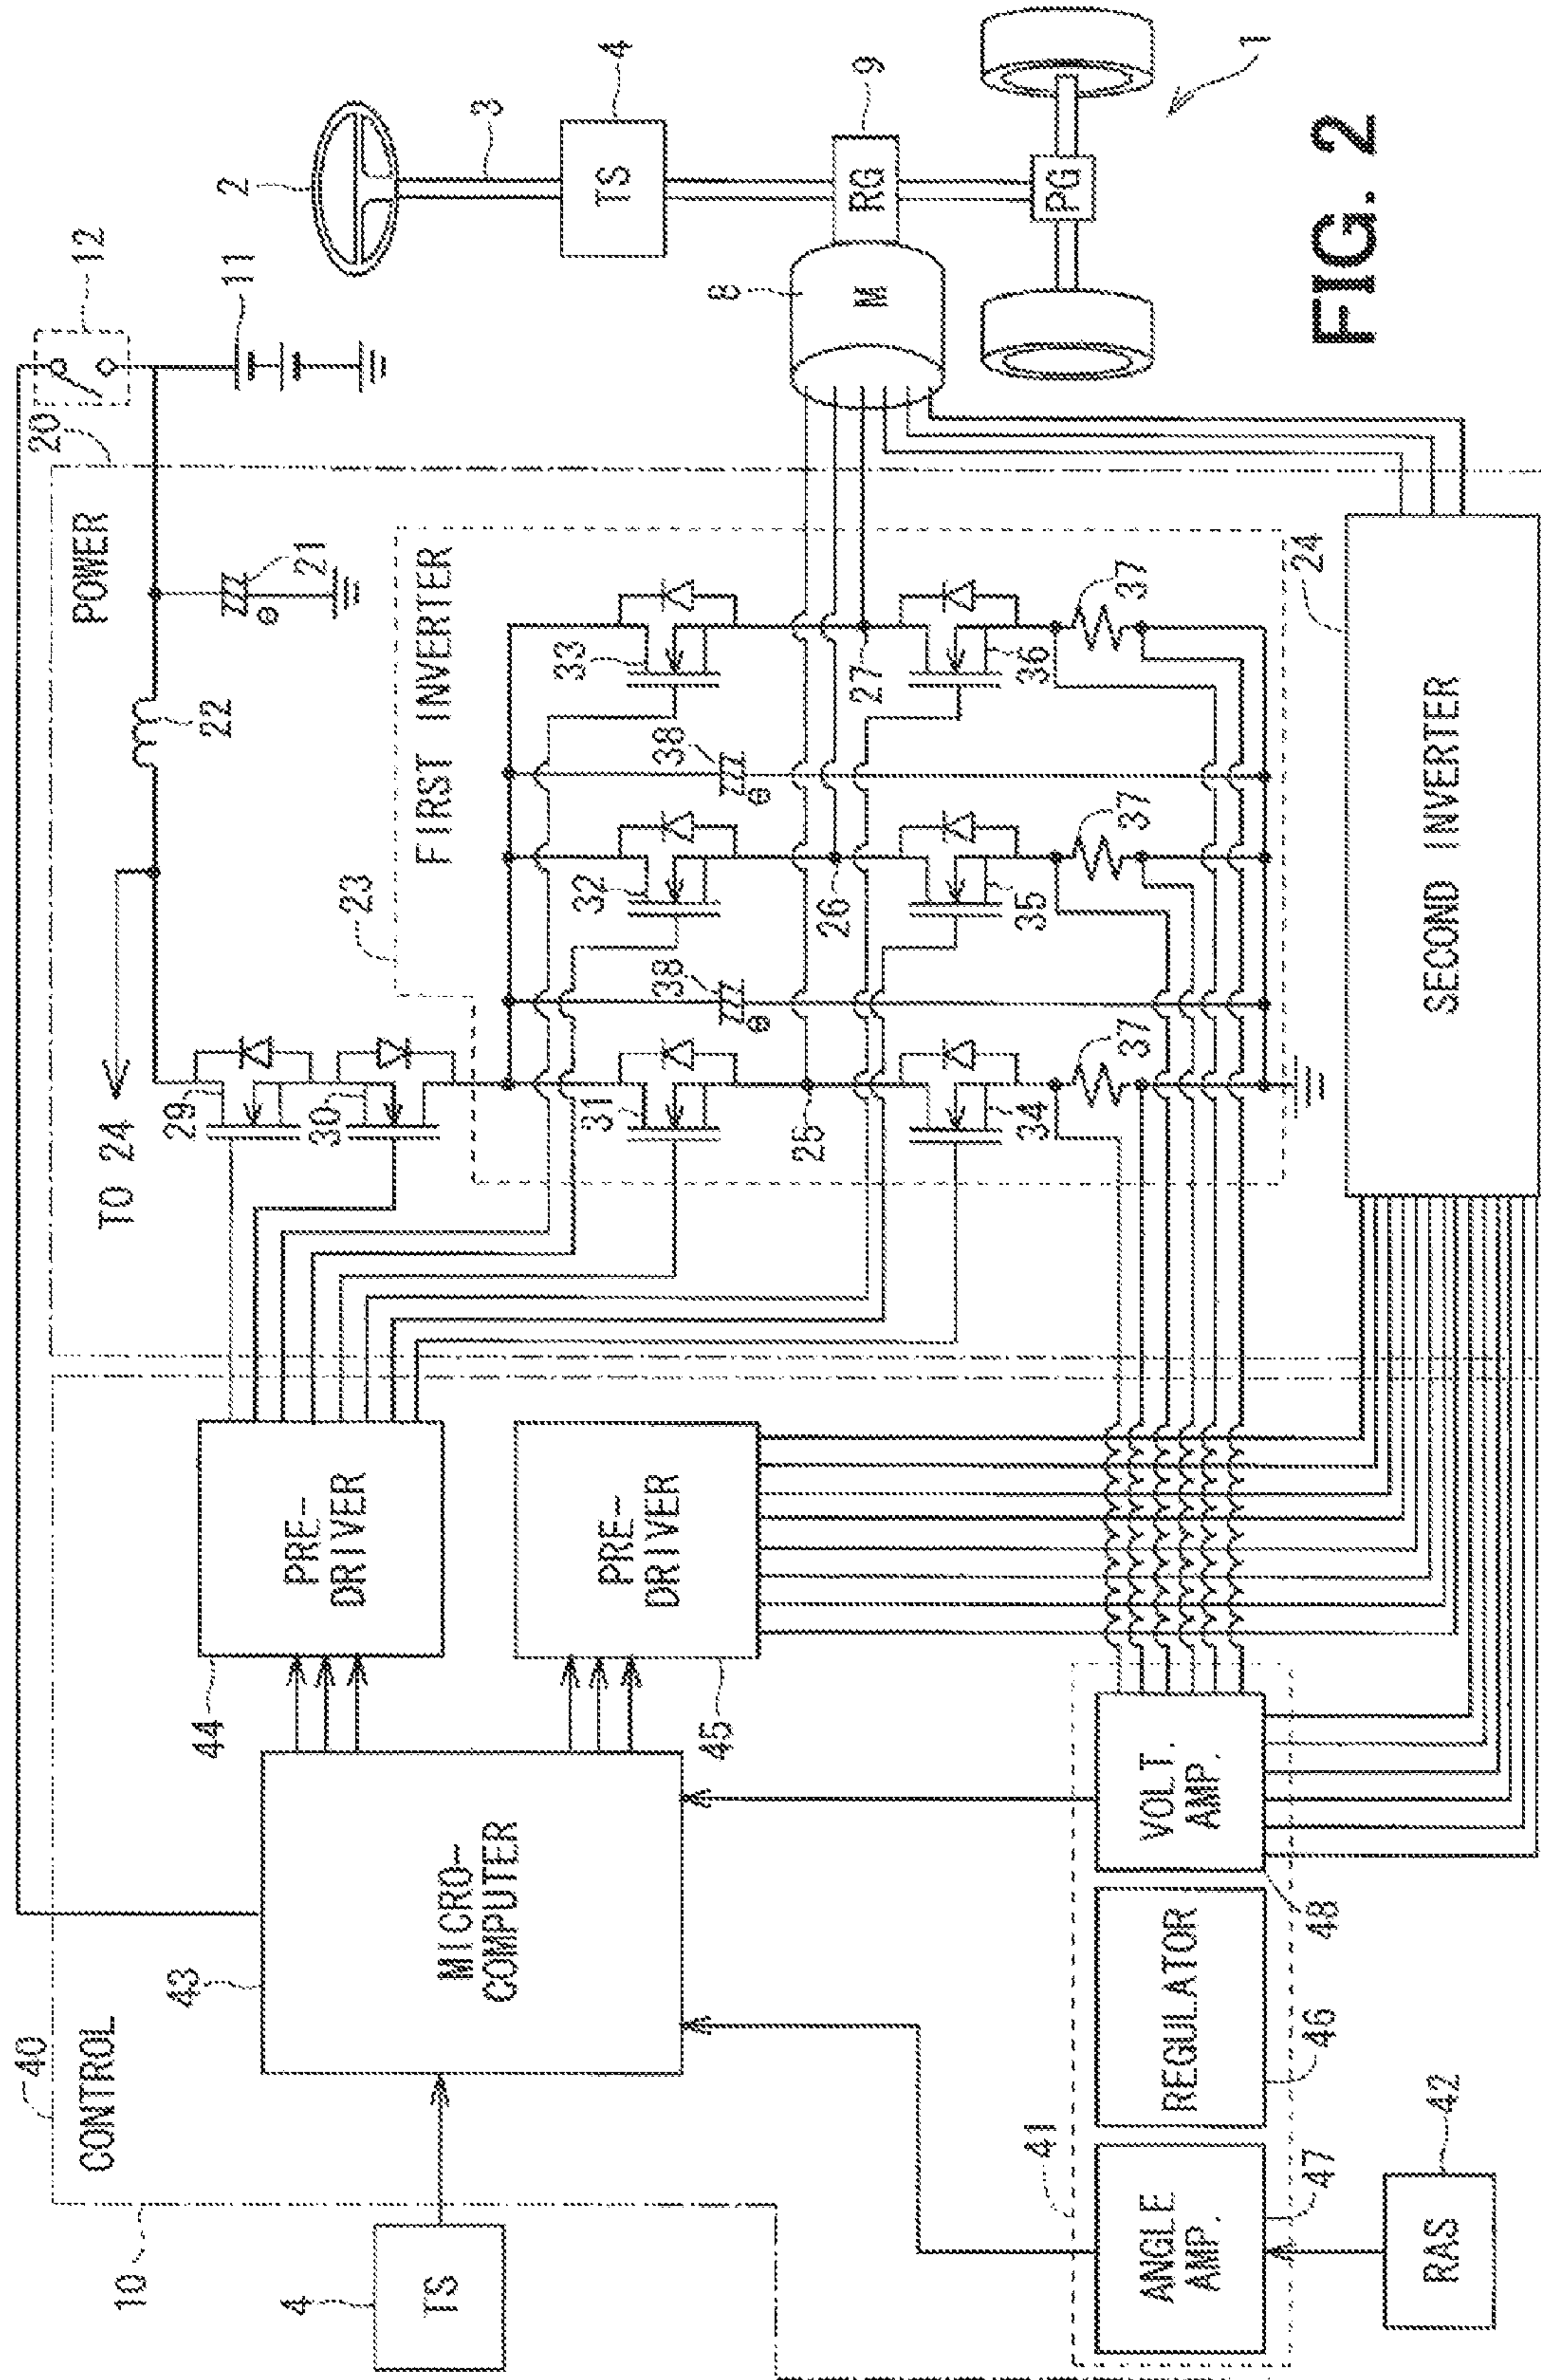 10
40
CONTROL
4
TS
43
MICRO-
COMPUTER
44
PRE-
DRIVER
45
PRE-
DRIVER
41
ANGLE
AMP.
47
REGULATOR
46
VOLT.
AMP.
48
RAS
42
20
POWER
TO 24
22
21
12
11
29
30
23
FIRST INVERTER
31
32
33
38
38
25
26
27
34
35
36
37
37
37
24
SECOND INVERTER
2
3
TS
4
8
M
RG
9
PG
1
FIG. 2